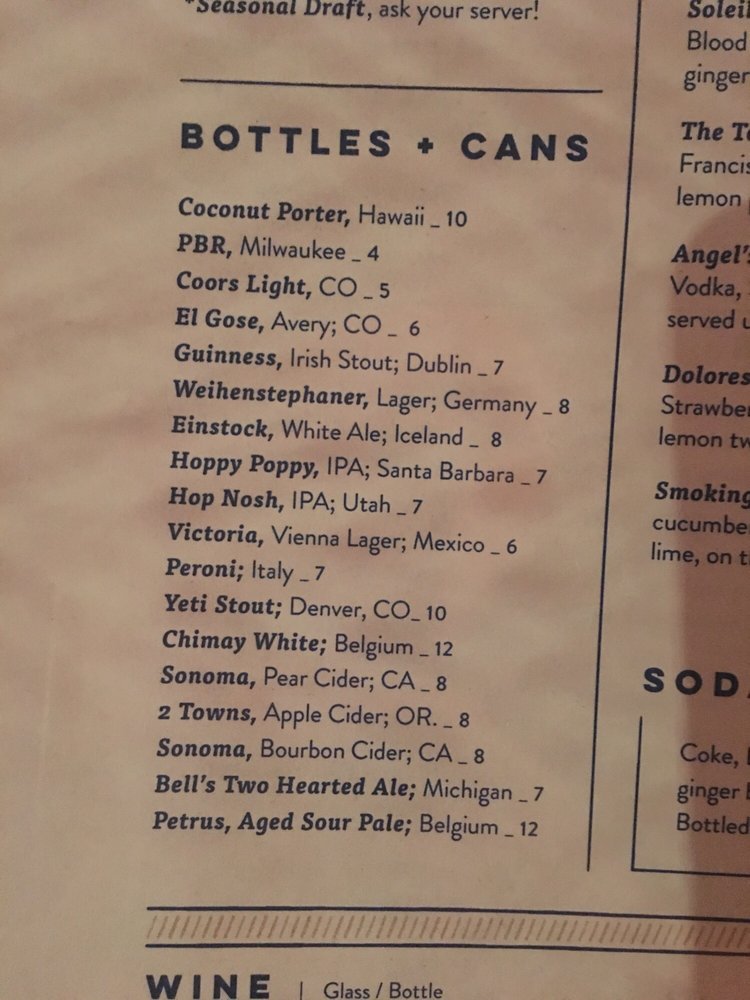 *Seasonal Draft, ask your server!
BOTTLES + CANS
Coconut Porter, Hawaii _ 10
PBR, Milwaukee _ 4
Coors Light, CO _ 5
El Gose, Avery; CO _ 6
Guinness, Irish Stout; Dublin _ 7
Weihenstephaner, Lager; Germany _ 8
Einstock, White Ale; Iceland _ 8
Hoppy Poppy, IPA; Santa Barbara _ 7
Hop Nosh, IPA; Utah _ 7
Victoria, Vienna Lager; Mexico _ 6
Peroni; Italy _ 7
Yeti Stout; Denver, CO_ 10
Chimay White; Belgium _ 12
Sonoma, Pear Cider; CA _ 8
2 Towns, Apple Cider; OR. _ 8
Sonoma, Bourbon Cider; CA _ 8
Bell's Two Hearted Ale; Michigan _ 7
Petrus, Aged Sour Pale; Belgium _ 12
WINE | Glass / Bottle
Soleil
Blood
ginger
The
Francis
lemon
Angel's
Vodka,
served
Dolores
lemon
Smoking
lime, on
Coke,
ginger
Bottled